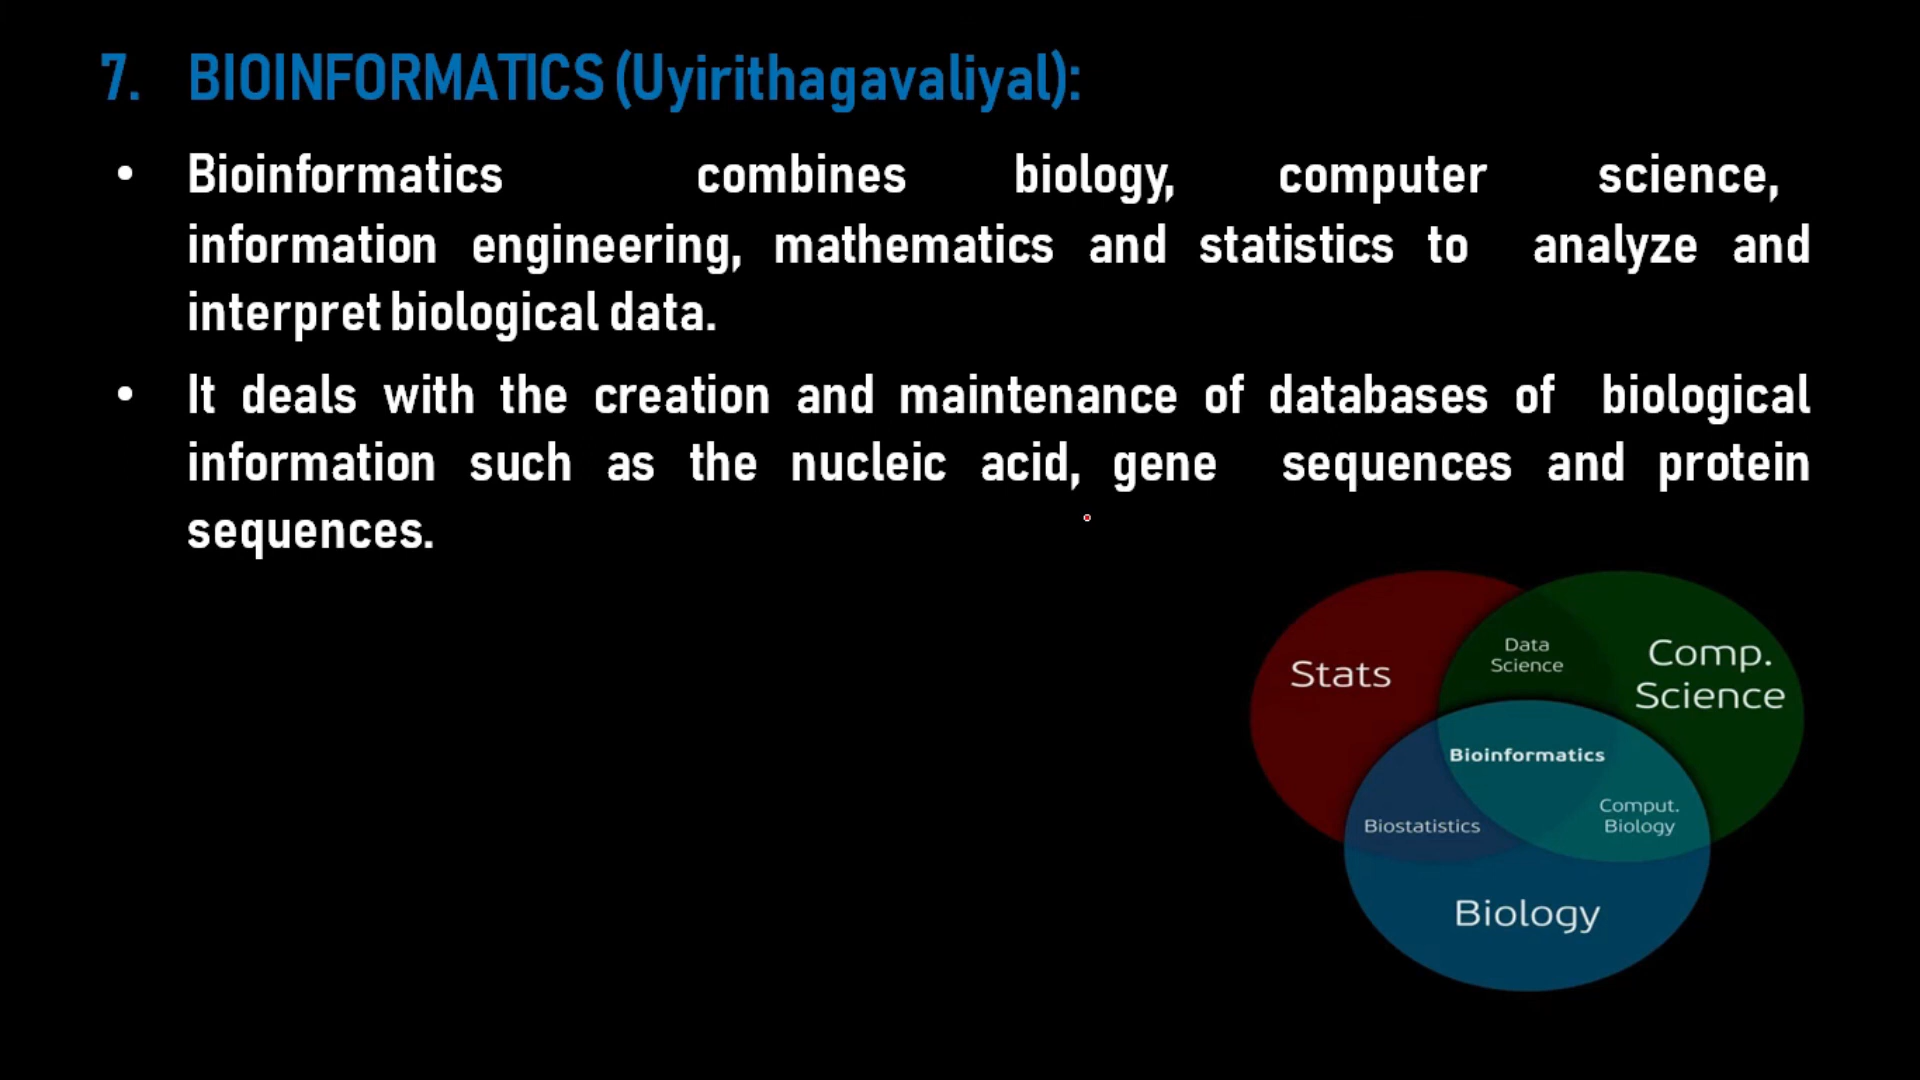 7. BIOINFORMATICS (Uyirithagavaliyal):
• Bioinformatics combines biology, computer science,
information engineering, mathematics and statistics to analyze and
interpret biological data.
• It deals with the creation and maintenance of databases of biological
information such as the nucleic acid, gene sequences and protein
sequences.
Stats
Data
Science
Comp.
Science
Bioinformatics
Biostatistics
Comput.
Biology
Biology